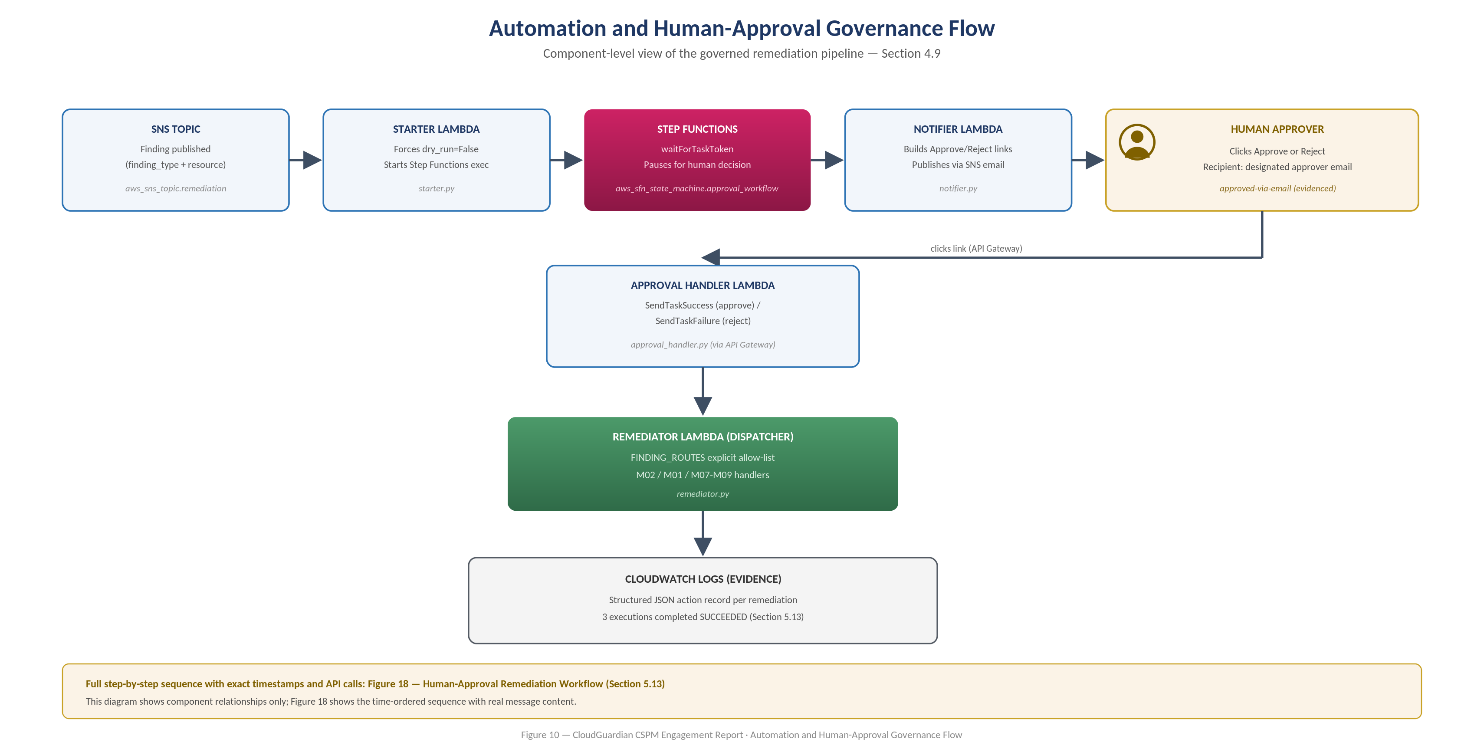 Automation and Human-Approval Governance Flow
Component-level view of the governed remediation pipeline — Section 4.9
SNS TOPIC
Finding published
(finding_type + resource)
aws_sns_topic.remediation
STARTER LAMBDA
Forces dry_run=False
Starts Step Functions exec
starter.py
STEP FUNCTIONS
waitForTaskToken
Pauses for human decision
aws_sfn_state_machine.approval_workflow
NOTIFIER LAMBDA
Builds Approve/Reject links
Publishes via SNS email
notifier.py
HUMAN APPROVER
Clicks Approve or Reject
Recipient: designated approver email
approved-via-email (evidenced)
clicks link (API Gateway)
APPROVAL HANDLER LAMBDA
SendTaskSuccess (approve) /
SendTaskFailure (reject)
approval_handler.py (via API Gateway)
REMEDIATOR LAMBDA (DISPATCHER)
FINDING_ROUTES explicit allow-list
M02 / M01 / M07-M09 handlers
remediator.py
CLOUDWATCH LOGS (EVIDENCE)
Structured JSON action record per remediation
3 executions completed SUCCEEDED (Section 5.13)
Full step-by-step sequence with exact timestamps and API calls: Figure 18 — Human-Approval Remediation Workflow (Section 5.13)
This diagram shows component relationships only; Figure 18 shows the time-ordered sequence with real message content.
Figure 10 — CloudGuardian CSPM Engagement Report · Automation and Human-Approval Governance Flow